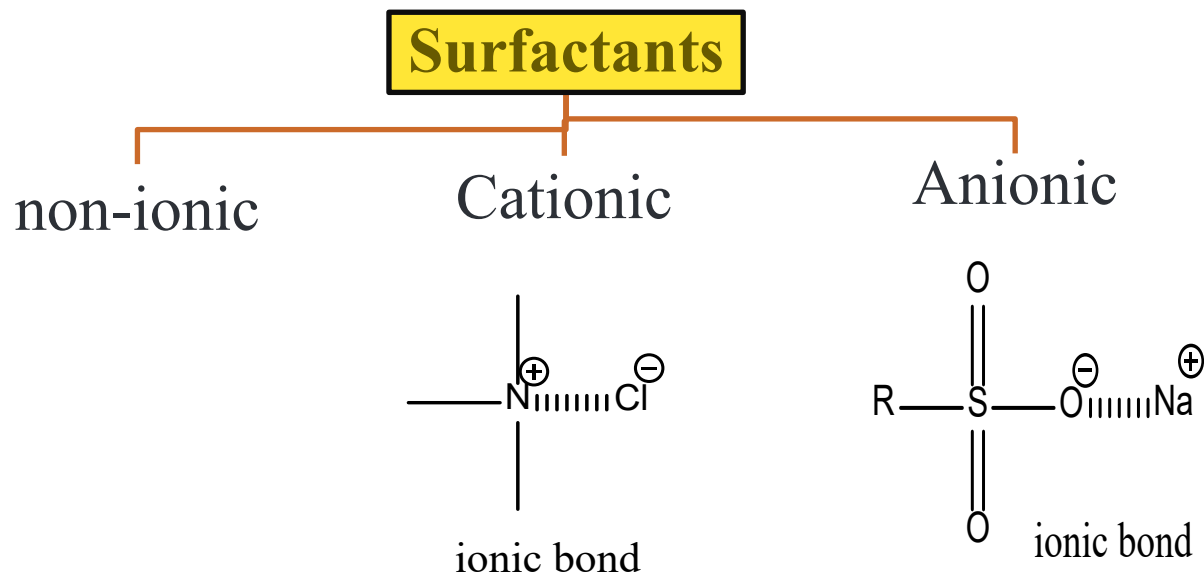 Surfactants
non-ionic
Cationic
Anionic
N⊕ Cl⊖
ionic bond
O
R S O⊖ Na⊕
O
ionic bond